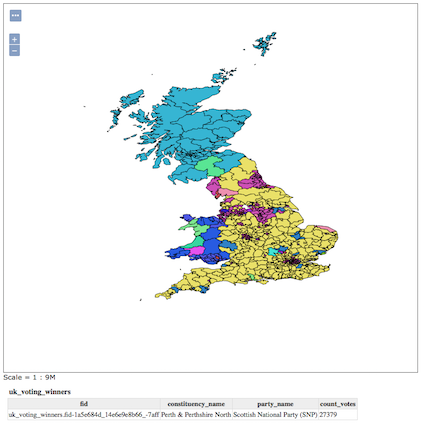 ...
+
−
Scale = 1 : 9M
uk_voting_winners
fid constituency_name party_name count_votes
uk_voting_winners.fid-1a5e684d_14e6e9e8b66_-7aff Perth & Perthshire North Scottish National Party (SNP) 27379